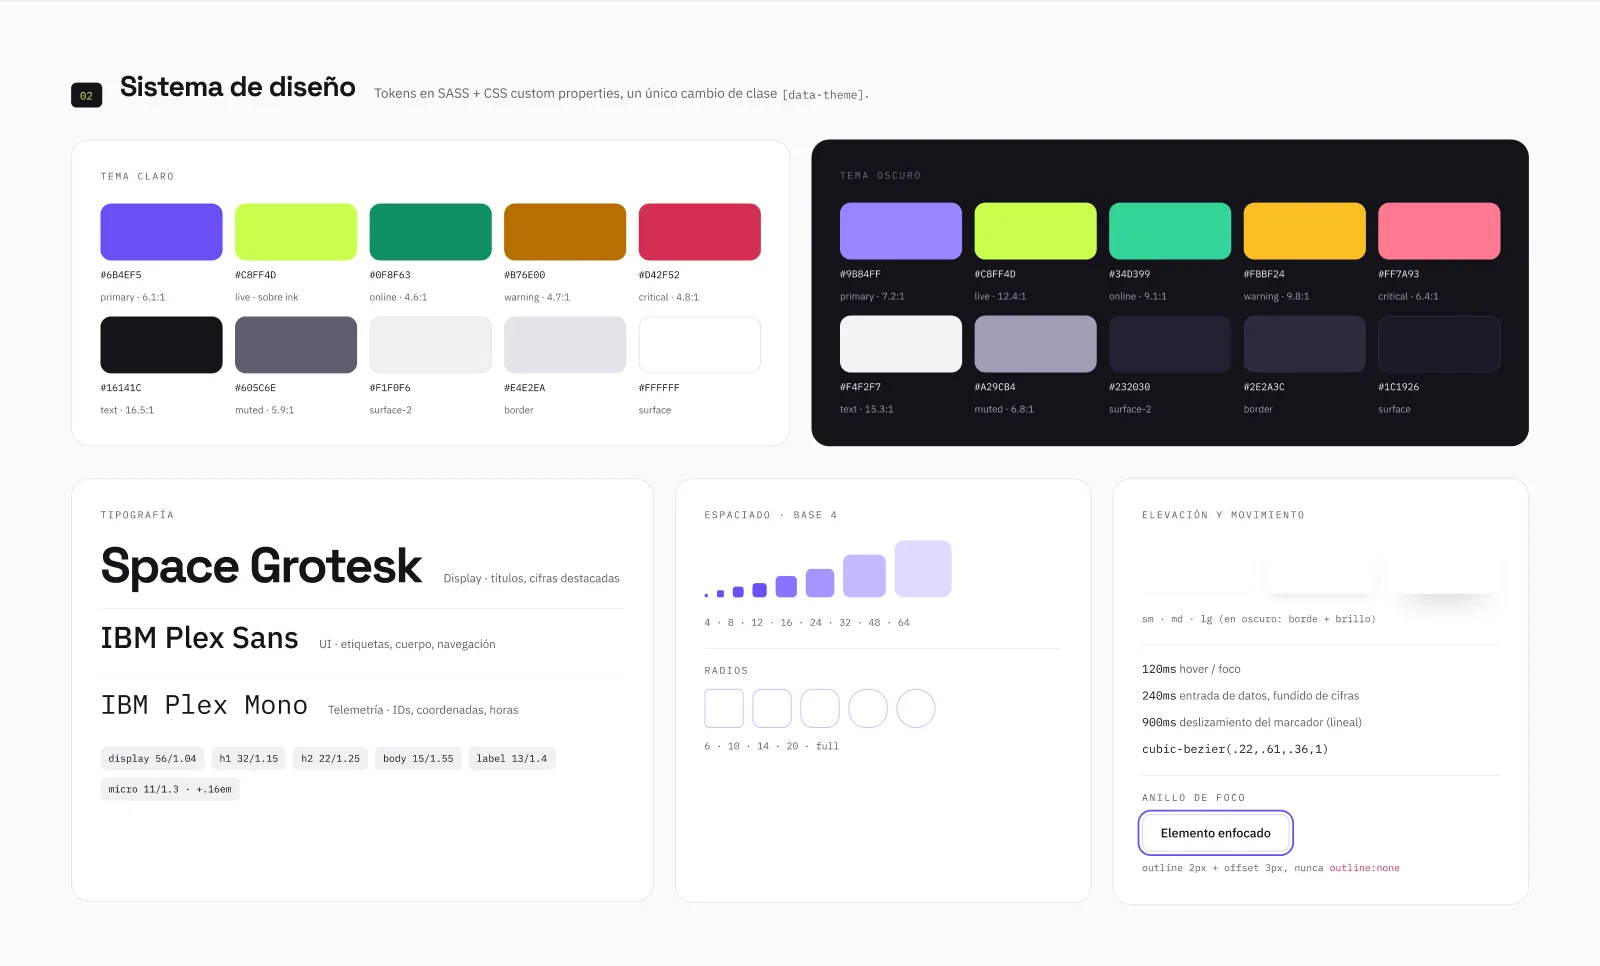 02
Sistema de diseño
Tokens en SASS + CSS custom properties, un único cambio de clase [data-theme].
TEMA CLARO
#6B4EF5 #C8FF4D #0F8F63 #B76E00 #D42F52
primary · 6.1:1 live · sobre ink online · 4.6:1 warning · 4.7:1 critical · 4.8:1
#16141C #605C6E #F1F0F6 #E4E2EA #FFFFFF
text · 16.5:1 muted · 5.9:1 surface-2 border surface
TEMA OSCURO
#9B84FF #C8FF4D #34D399 #FBBF24 #FF7A93
primary · 7.2:1 live · 12.4:1 online · 9.1:1 warning · 9.8:1 critical · 6.4:1
#F4F2F7 #A29CB4 #232030 #2E2A3C #1C1926
text · 15.3:1 muted · 6.8:1 surface-2 border surface
TIPOGRAFÍA
Space Grotesk Display · títulos, cifras destacadas
IBM Plex Sans UI · etiquetas, cuerpo, navegación
IBM Plex Mono Telemetría · IDs, coordenadas, horas
display 56/1.04 h1 32/1.15 h2 22/1.25 body 15/1.55 label 13/1.4
micro 11/1.3 · +.16em
ESPACIADO · BASE 4
4 · 8 · 12 · 16 · 24 · 32 · 48 · 64
RADIOS
6 · 10 · 14 · 20 · full
ELEVACIÓN Y MOVIMIENTO
sm · md · lg (en oscuro: borde + brillo)
120ms hover / foco
240ms entrada de datos, fundido de cifras
900ms deslizamiento del marcador (lineal)
cubic-bezier(.22,.61,.36,1)
ANILLO DE FOCO
Elemento enfocado
outline 2px + offset 3px, nunca outline:none